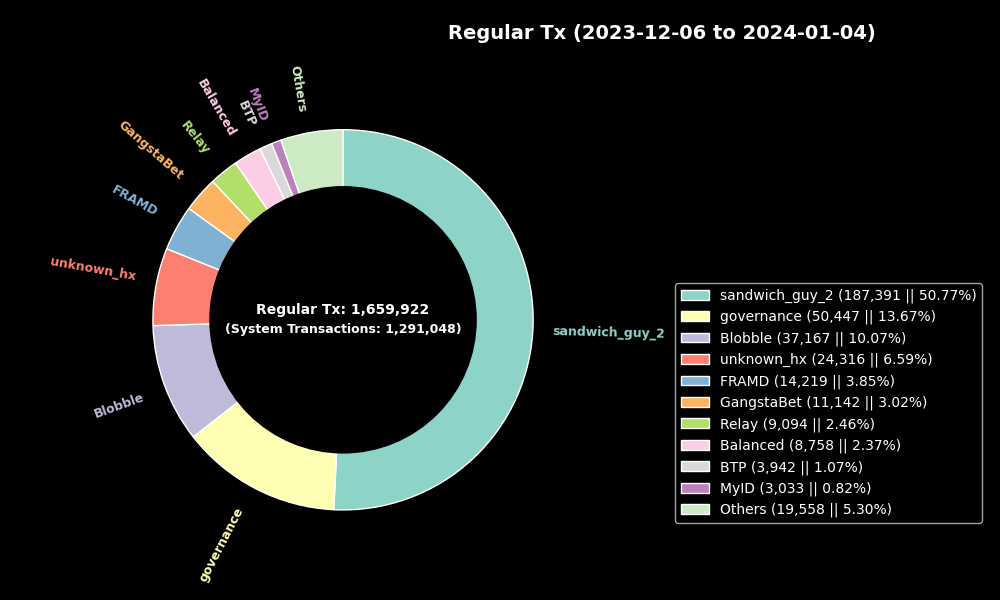 Regular Tx (2023-12-06 to 2024-01-04)
Others
MyID
BTP
Balanced
Relay
GangstaBet
FRAMD
unknown_hx
Blobble
governance
sandwich_guy_2
Regular Tx: 1,659,922
(System Transactions: 1,291,048)
sandwich_guy_2 (187,391 || 50.77%)
governance (50,447 || 13.67%)
Blobble (37,167 || 10.07%)
unknown_hx (24,316 || 6.59%)
FRAMD (14,219 || 3.85%)
GangstaBet (11,142 || 3.02%)
Relay (9,094 || 2.46%)
Balanced (8,758 || 2.37%)
BTP (3,942 || 1.07%)
MyID (3,033 || 0.82%)
Others (19,558 || 5.30%)